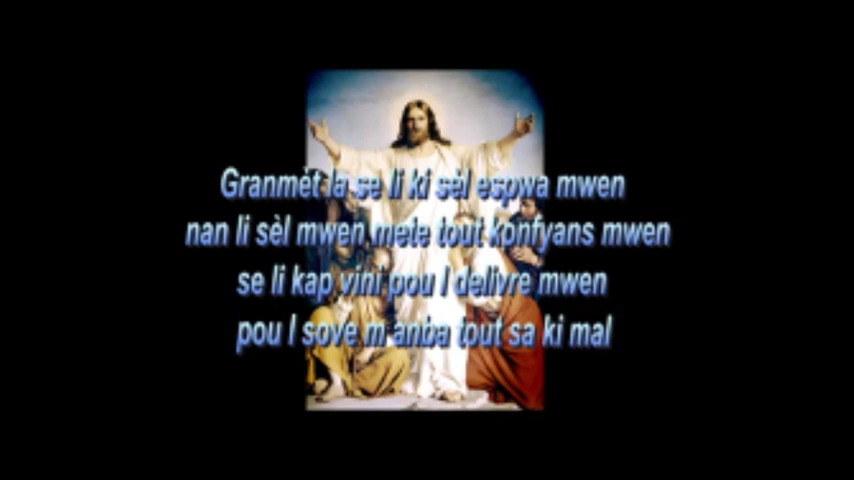 Granmèt la se li ki sèl espwa mwen
nan li sèl mwen mete tout konfyans mwen
se li kap vini pou l delivre mwen
pou l sove m anba tout sa ki mal